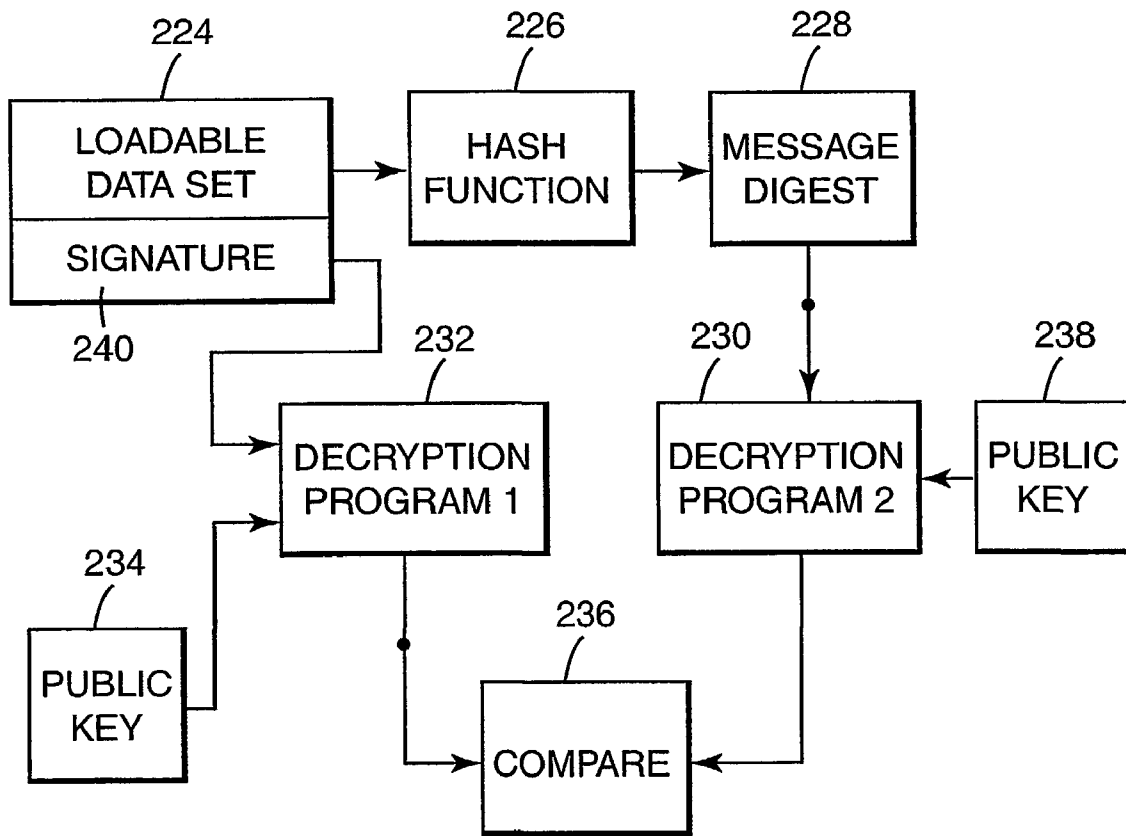 224
226
228
LOADABLE
DATA SET
HASH
FUNCTION
MESSAGE
DIGEST
SIGNATURE
240
232
230
238
DECRYPTION
PROGRAM 1
DECRYPTION
PROGRAM 2
PUBLIC
KEY
234
236
PUBLIC
KEY
COMPARE